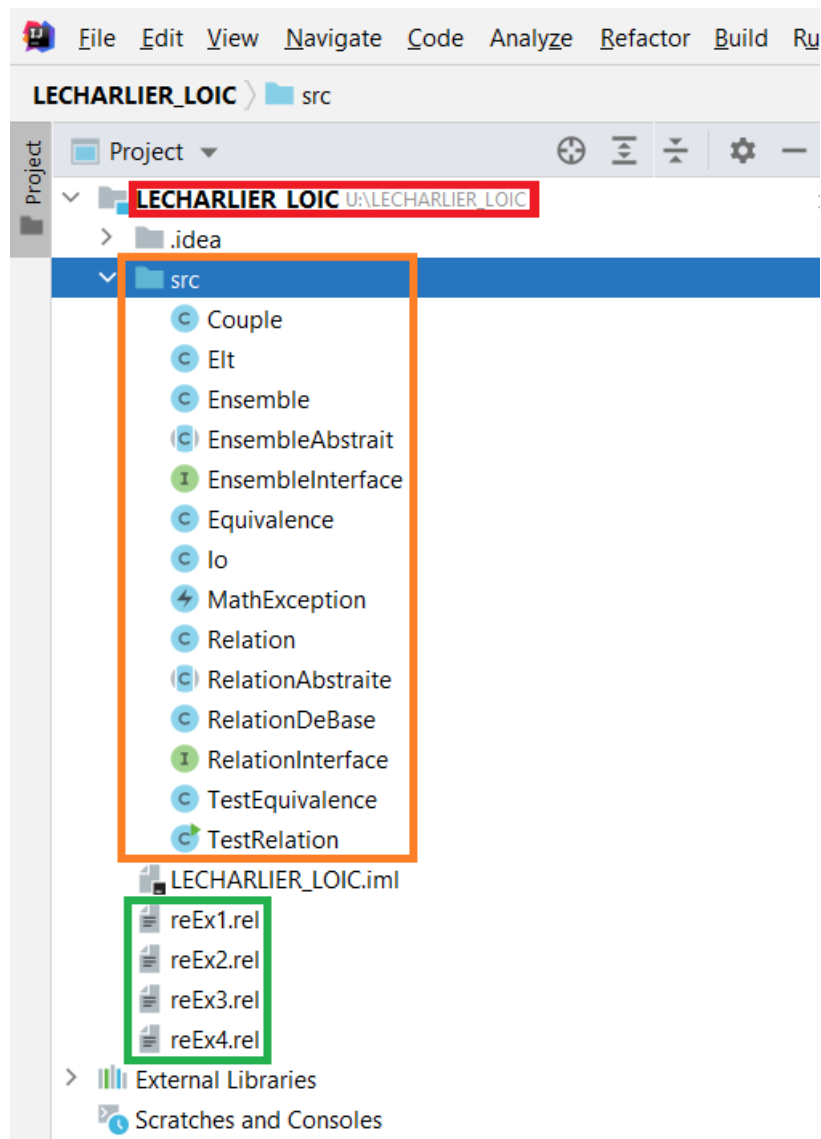 File Edit View Navigate Code Analyze Refactor Build Ru
LECHARLIER_LOIC src
Project
Project
LECHARLIER_LOIC U:\LECHARLIER_LOIC
.idea
src
Couple
Elt
Ensemble
EnsembleAbstrait
EnsembleInterface
Equivalence
Io
MathException
Relation
RelationAbstraite
RelationDeBase
RelationInterface
TestEquivalence
TestRelation
LECHARLIER_LOIC.iml
reEx1.rel
reEx2.rel
reEx3.rel
reEx4.rel
External Libraries
Scratches and Consoles